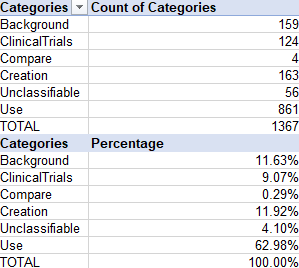 Categories Count of Categories
Background 159
ClinicalTrials 124
Compare 4
Creation 163
Unclassifiable 56
Use 861
TOTAL 1367
Categories Percentage
Background 11.63%
ClinicalTrials 9.07%
Compare 0.29%
Creation 11.92%
Unclassifiable 4.10%
Use 62.98%
TOTAL 100.00%